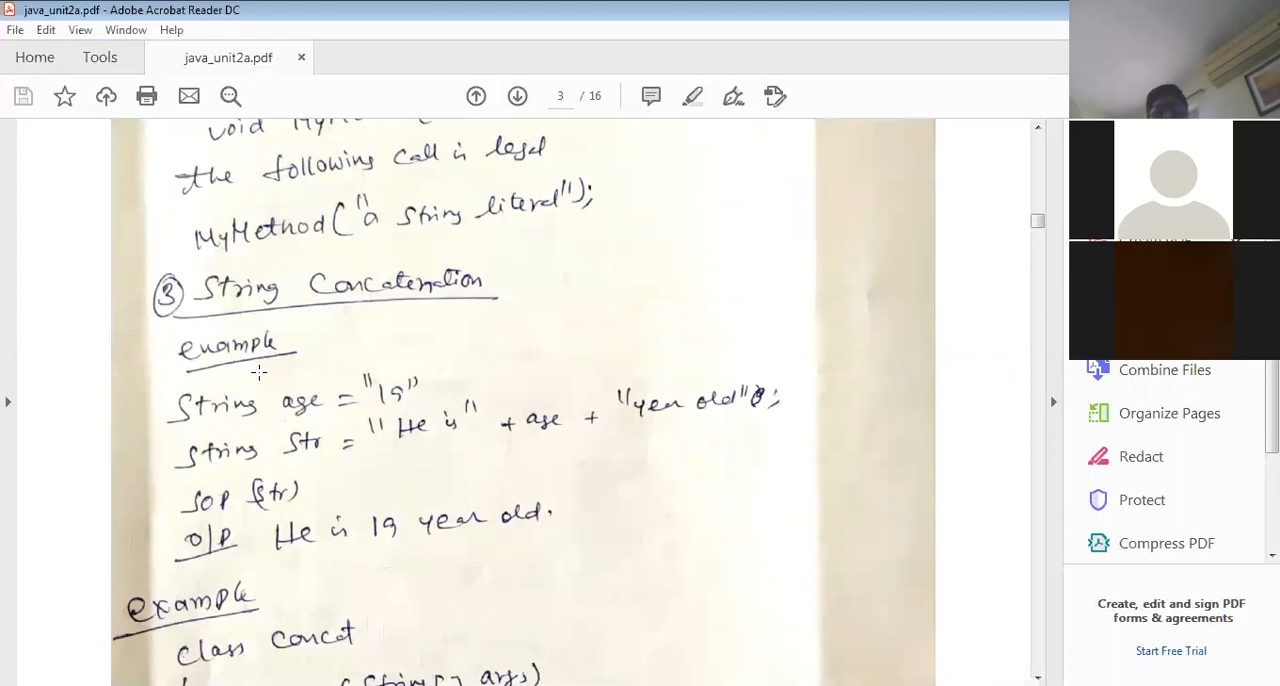 java_unit2a.pdf - Adobe Acrobat Reader DC
File Edit View Window Help
Home Tools java_unit2a.pdf ×
3 / 16
void
the following call is legal
MyMethod("a string literal");
③ String Concatenation
example
String age = "19"
String Str = "He is" + age + "year old";
SOP (Str)
O/P He is 19 year old.
example
class Concat
(String args)
Combine Files
Organize Pages
Redact
Protect
Compress PDF
Create, edit and sign PDF
forms & agreements
Start Free Trial